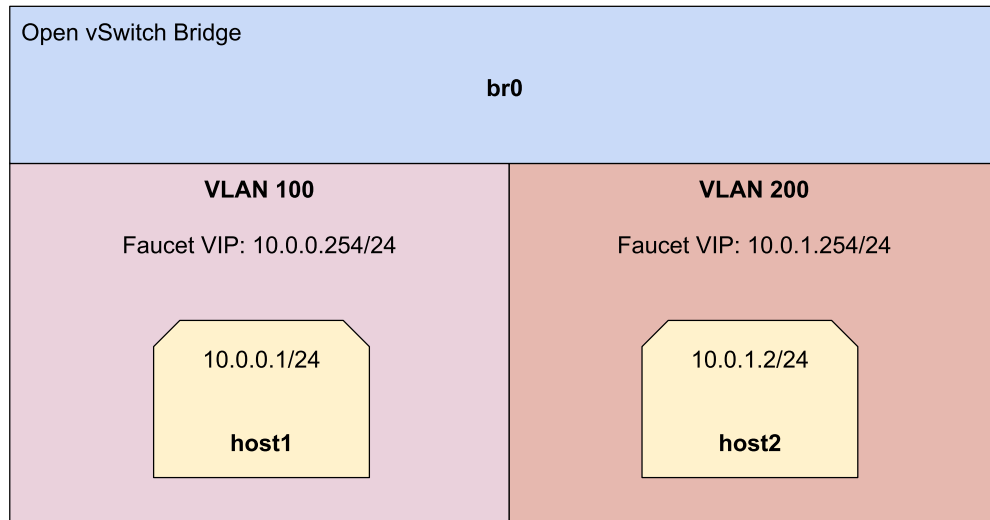 Open vSwitch Bridge
br0
VLAN 100
Faucet VIP: 10.0.0.254/24
10.0.0.1/24
host1
VLAN 200
Faucet VIP: 10.0.1.254/24
10.0.1.2/24
host2